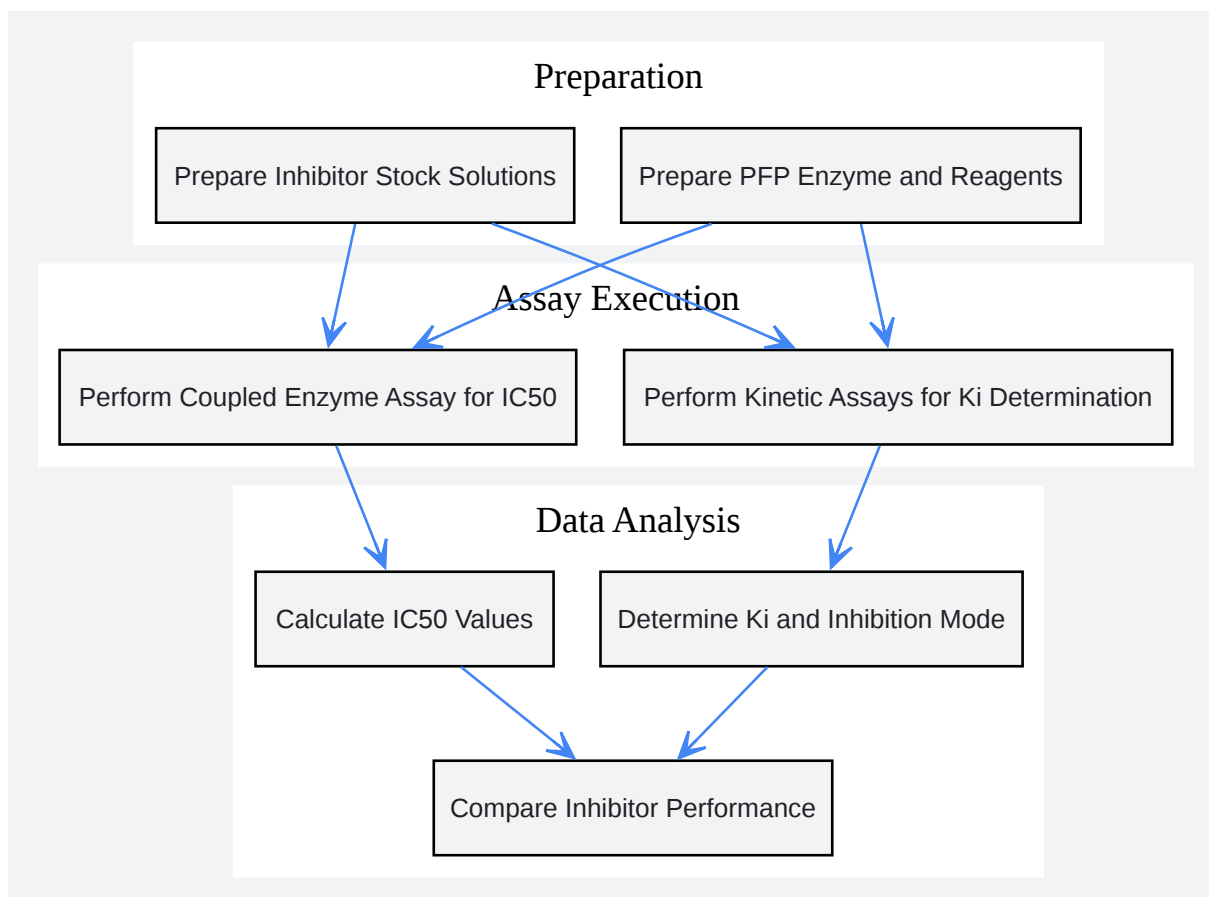 Preparation
Prepare Inhibitor Stock Solutions
Prepare PFP Enzyme and Reagents
Assay Execution
Perform Coupled Enzyme Assay for IC50
Perform Kinetic Assays for Ki Determination
Data Analysis
Calculate IC50 Values
Determine Ki and Inhibition Mode
Compare Inhibitor Performance